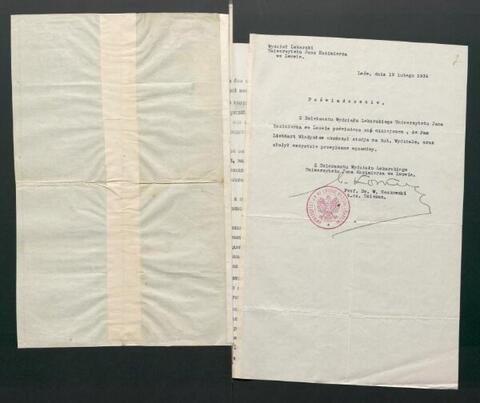 Wydział Lekarski
Uniwersytetu Jana Kazimierza
we Lwowie.
Lwów, dnia 19 lutego 1934
Poświadczenie.
Z Dziekanatu Wydziału Lekarskiego Uniwersytetu Jana
Kazimierza we Lwowie poświadcza się niniejszem, że Pan
Władysław ukończył studja na tut. Wydziale, oraz
złożył wszystkie przepisane egzaminy.
Z Dziekanatu Wydziału Lekarskiego
Uniwersytetu Jana Kazimierza we Lwowie.
Prof. Dr. W.
Dziekan.